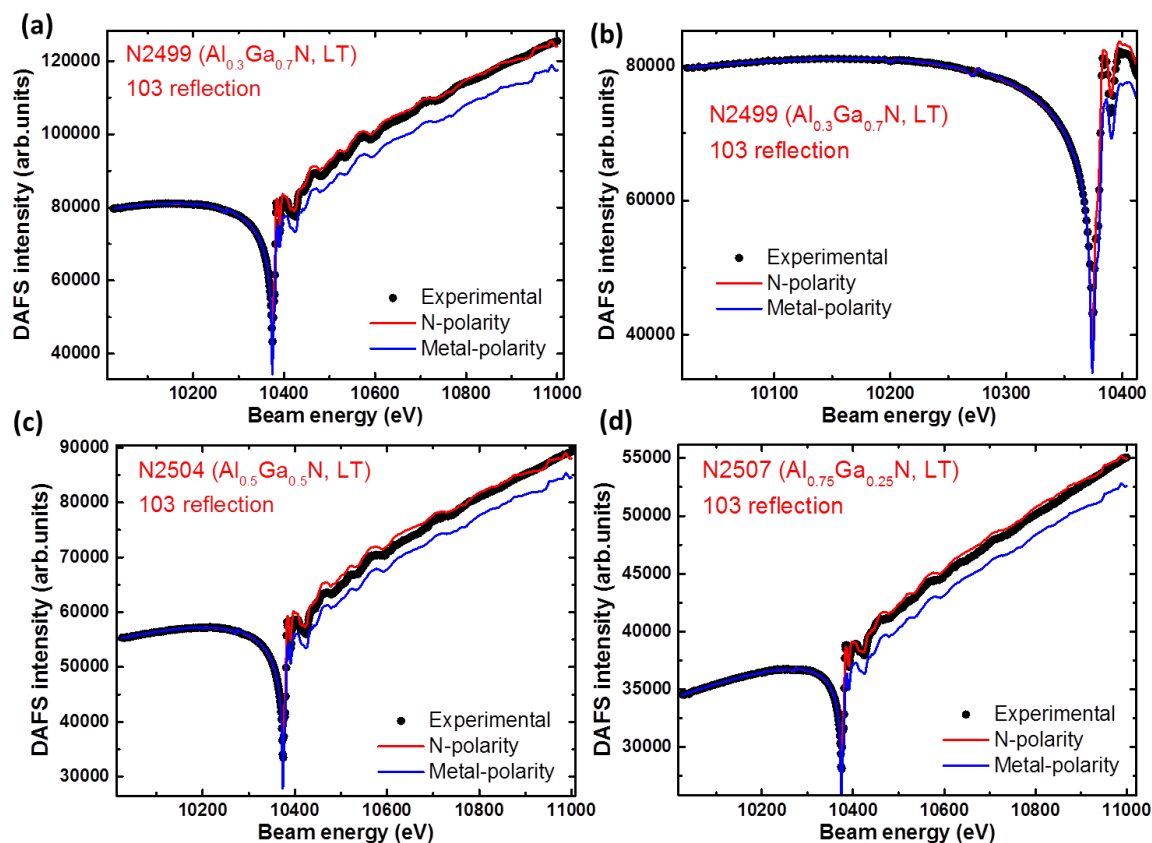 (a)
N2499 (Al0.3Ga0.7N, LT)
103 reflection
DAFS intensity (arb.units)
120000
100000
80000
60000
40000
Experimental
N-polarity
Metal-polarity
10200 10400 10600 10800 11000
Beam energy (eV)
(b)
N2499 (Al0.3Ga0.7N, LT)
103 reflection
DAFS intensity (arb.units)
80000
60000
40000
Experimental
N-polarity
Metal-polarity
10100 10200 10300 10400
Beam energy (eV)
(c)
N2504 (Al0.5Ga0.5N, LT)
103 reflection
DAFS intensity (arb.units)
90000
80000
70000
60000
50000
40000
30000
Experimental
N-polarity
Metal-polarity
10200 10400 10600 10800 11000
Beam energy (eV)
(d)
N2507 (Al0.75Ga0.25N, LT)
103 reflection
DAFS intensity (arb.units)
55000
50000
45000
40000
35000
30000
Experimental
N-polarity
Metal-polarity
10200 10400 10600 10800 11000
Beam energy (eV)